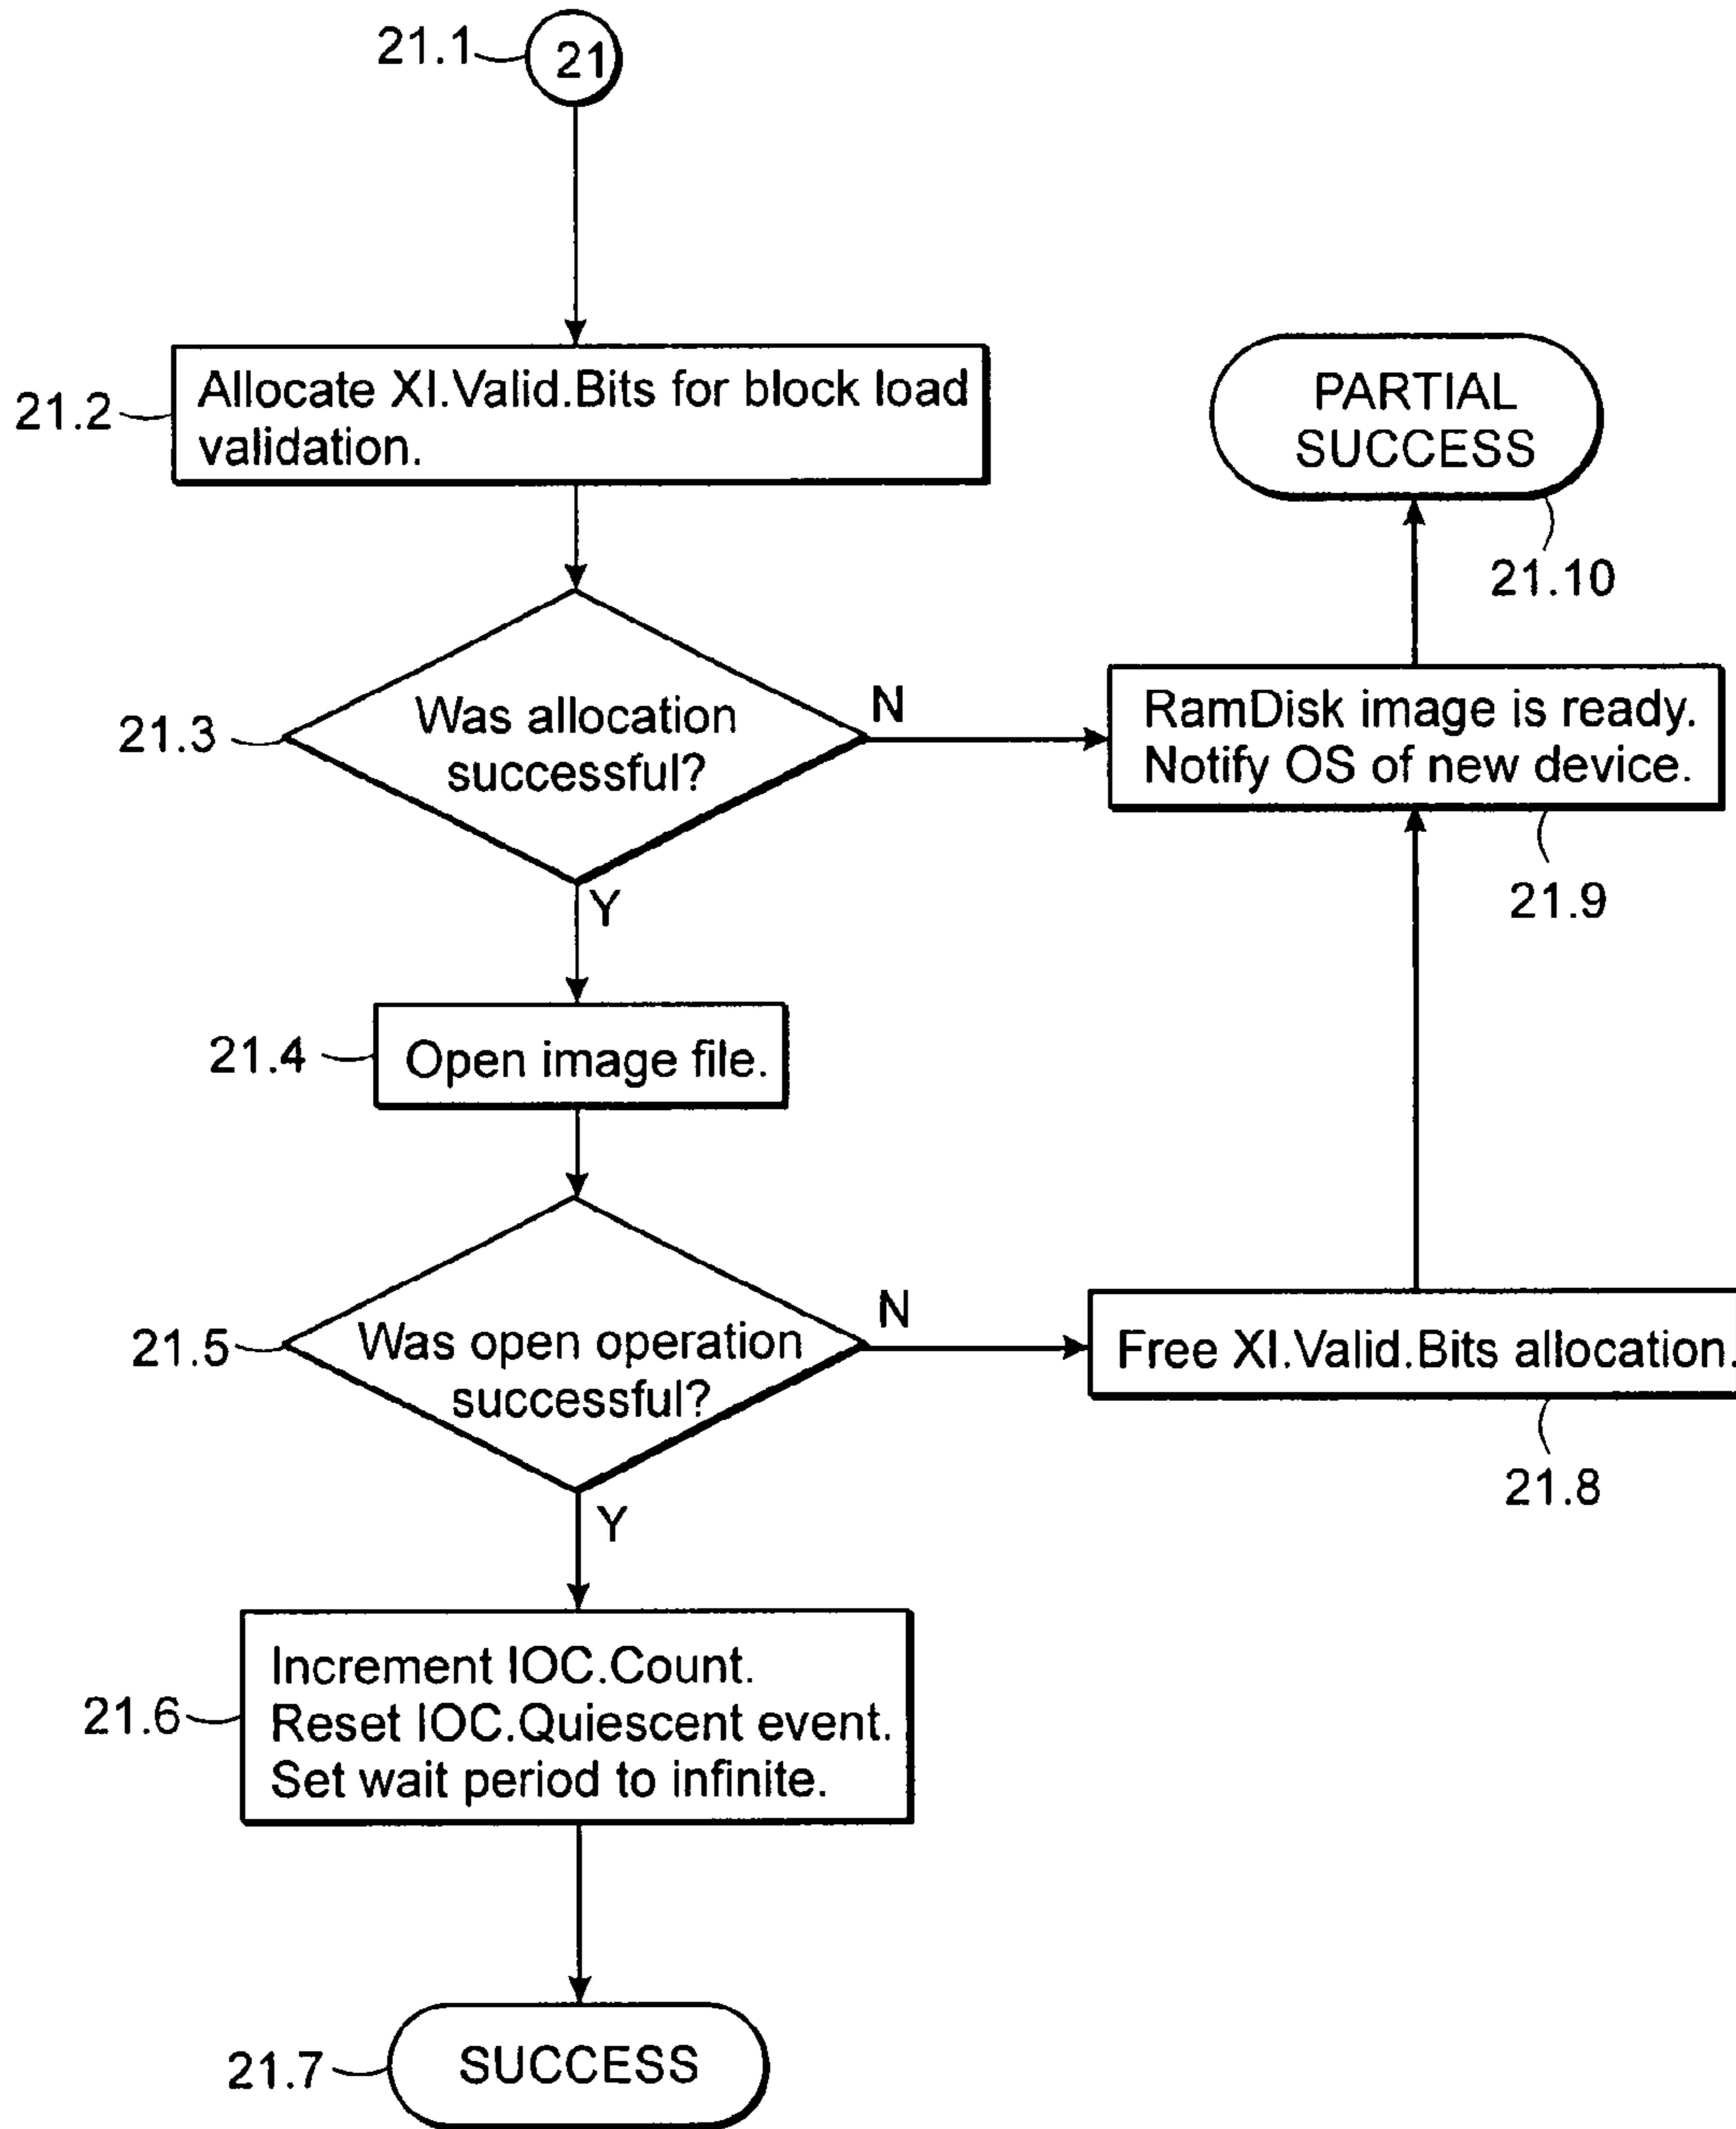 21.1
21
21.2
Allocate XI.Valid.Bits for block load
validation.
PARTIAL
SUCCESS
21.10
21.3
Was allocation
successful?
N
Y
RamDisk image is ready.
Notify OS of new device.
21.9
21.4
Open image file.
21.5
Was open operation
successful?
N
Y
Free XI.Valid.Bits allocation.
21.8
21.6
Increment IOC.Count.
Reset IOC.Quiescent event.
Set wait period to infinite.
21.7
SUCCESS